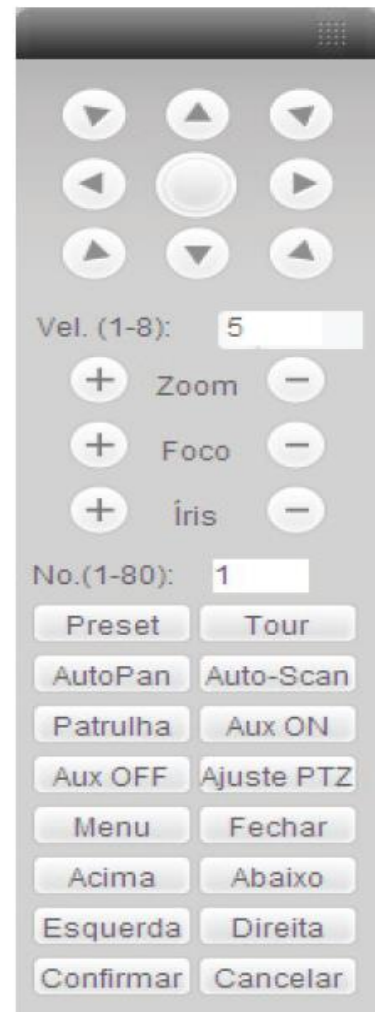 Vel. (1-8): 5
+ Zoom −
+ Foco −
+ Íris −
No.(1-80): 1
Preset Tour
AutoPan Auto-Scan
Patrulha Aux ON
Aux OFF Ajuste PTZ
Menu Fechar
Acima Abaixo
Esquerda Direita
Confirmar Cancelar